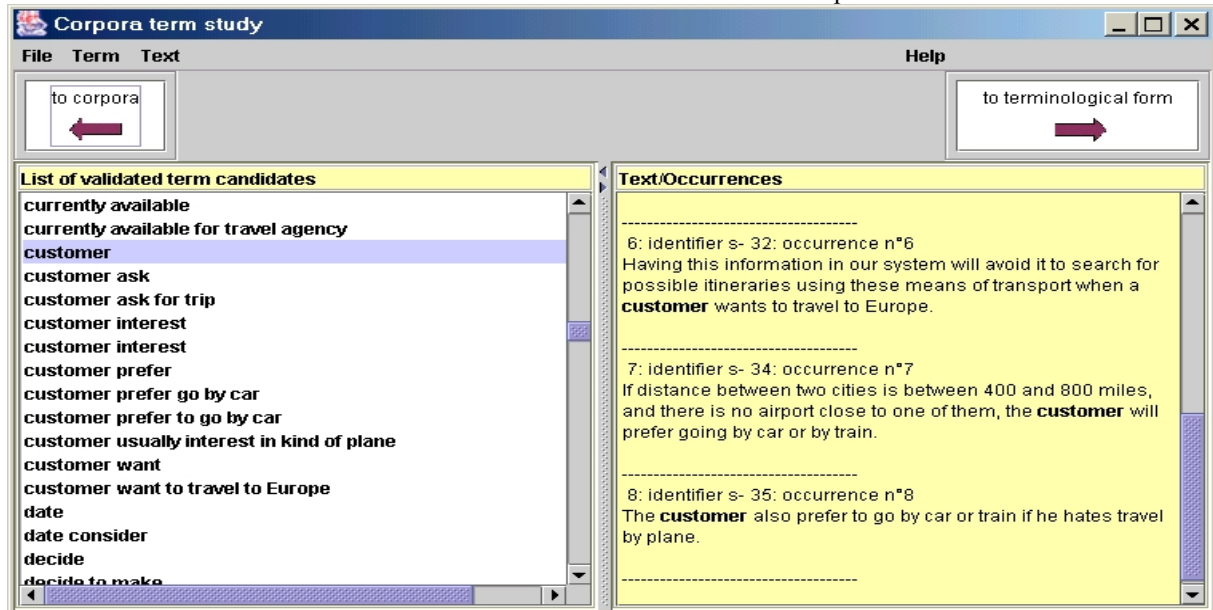 Corpora term study
File Term Text Help
to corpora
to terminological form
List of validated term candidates
currently available
currently available for travel agency
customer
customer ask
customer ask for trip
customer interest
customer interest
customer prefer
customer prefer go by car
customer prefer to go by car
customer usually interest in kind of plane
customer want
customer want to travel to Europe
date
date consider
decide
decide to make
Text/Occurrences
-----------------------------------
6: identifier s- 32: occurrence n°6
Having this information in our system will avoid it to search for
possible itineraries using these means of transport when a
customer wants to travel to Europe.
-----------------------------------
7: identifier s- 34: occurrence n°7
If distance between two cities is between 400 and 800 miles,
and there is no airport close to one of them, the customer will
prefer going by car or by train.
-----------------------------------
8: identifier s- 35: occurrence n°8
The customer also prefer to go by car or train if he hates travel
by plane.
-----------------------------------